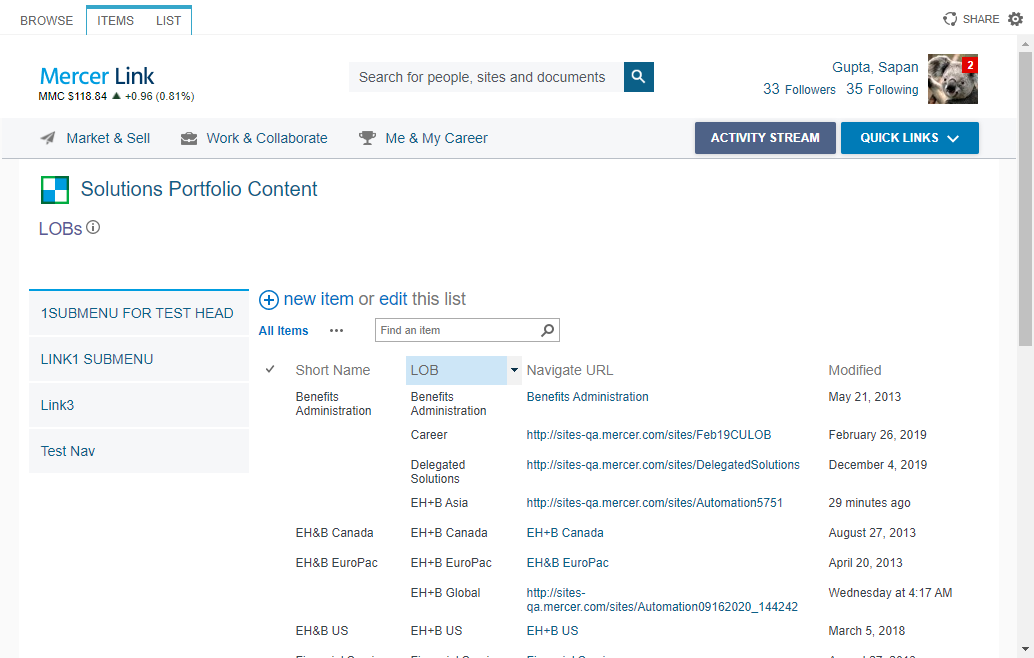 BROWSE ITEMS LIST SHARE
Mercer Link
MMC $118.84 ▲ +0.96 (0.81%)
Search for people, sites and documents
Gupta, Sapan
33 Followers 35 Following
2
Market & Sell Work & Collaborate Me & My Career ACTIVITY STREAM QUICK LINKS
Solutions Portfolio Content
LOBs
1SUBMENU FOR TEST HEAD
LINK1 SUBMENU
Link3
Test Nav
new item or edit this list
All Items ••• Find an item
Short Name LOB Navigate URL Modified
Benefits Administration Benefits Administration Benefits Administration May 21, 2013
Career http://sites-qa.mercer.com/sites/Feb19CULOB February 26, 2019
Delegated Solutions http://sites-qa.mercer.com/sites/DelegatedSolutions December 4, 2019
EH+B Asia http://sites-qa.mercer.com/sites/Automation5751 29 minutes ago
EH&B Canada EH+B Canada EH+B Canada August 27, 2013
EH&B EuroPac EH+B EuroPac EH&B EuroPac April 20, 2013
EH+B Global http://sites-qa.mercer.com/sites/Automation09162020_144242 Wednesday at 4:17 AM
EH&B US EH+B US EH+B US March 5, 2018